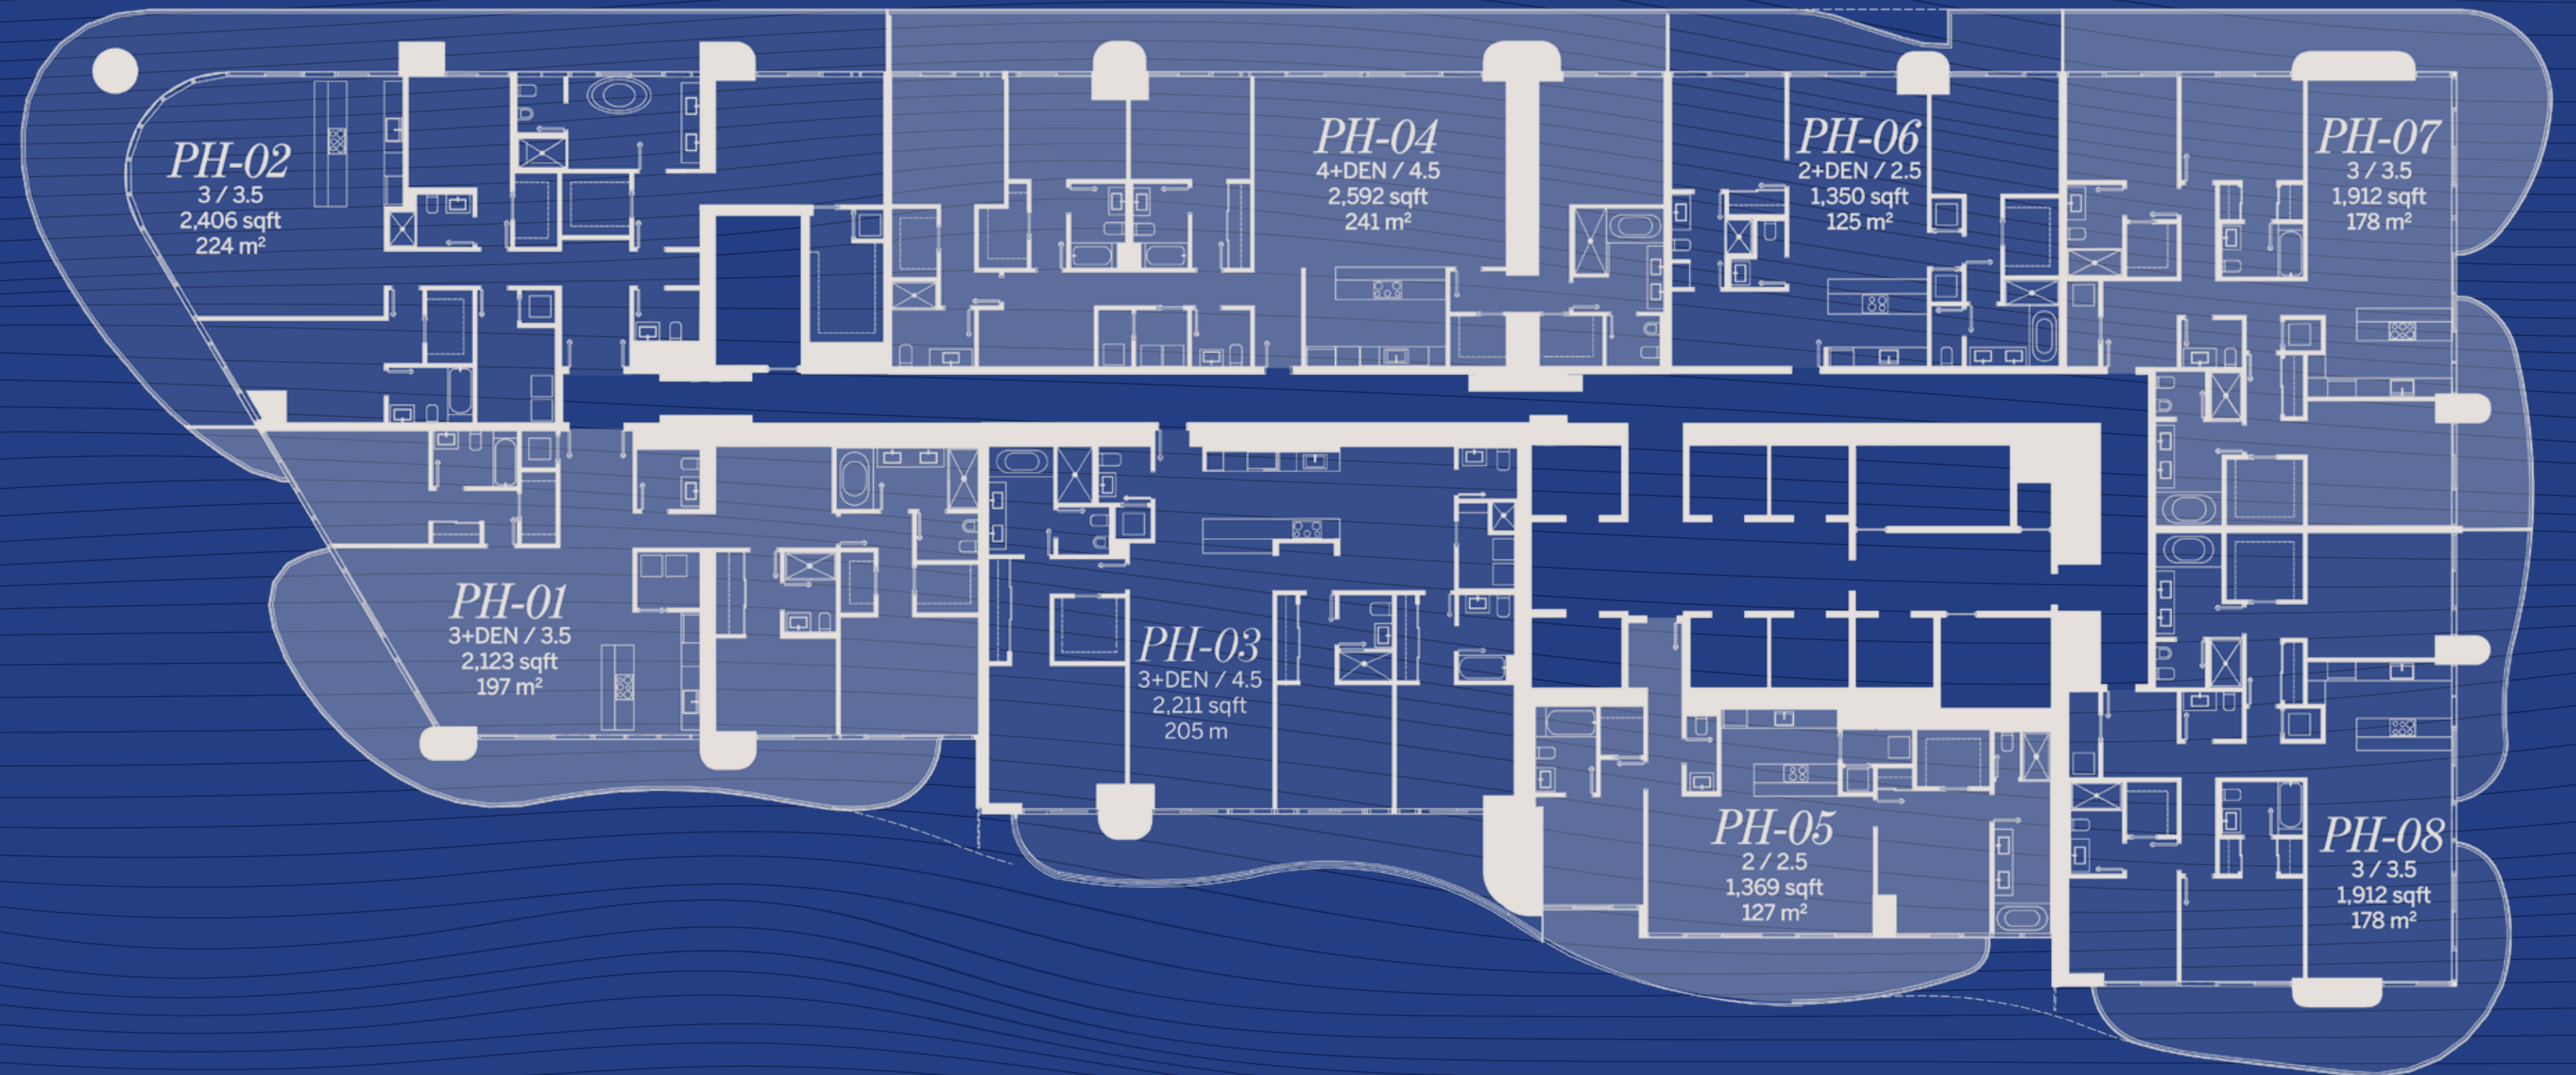 PH-02
3 / 3.5
2,406 sqft
224 m²
PH-04
4+DEN / 4.5
2,592 sqft
241 m²
PH-06
2+DEN / 2.5
1,350 sqft
125 m²
PH-07
3 / 3.5
1,912 sqft
178 m²
PH-01
3+DEN / 3.5
2,123 sqft
197 m²
PH-03
3+DEN / 4.5
2,211 sqft
205 m
PH-05
2 / 2.5
1,369 sqft
127 m²
PH-08
3 / 3.5
1,912 sqft
178 m²